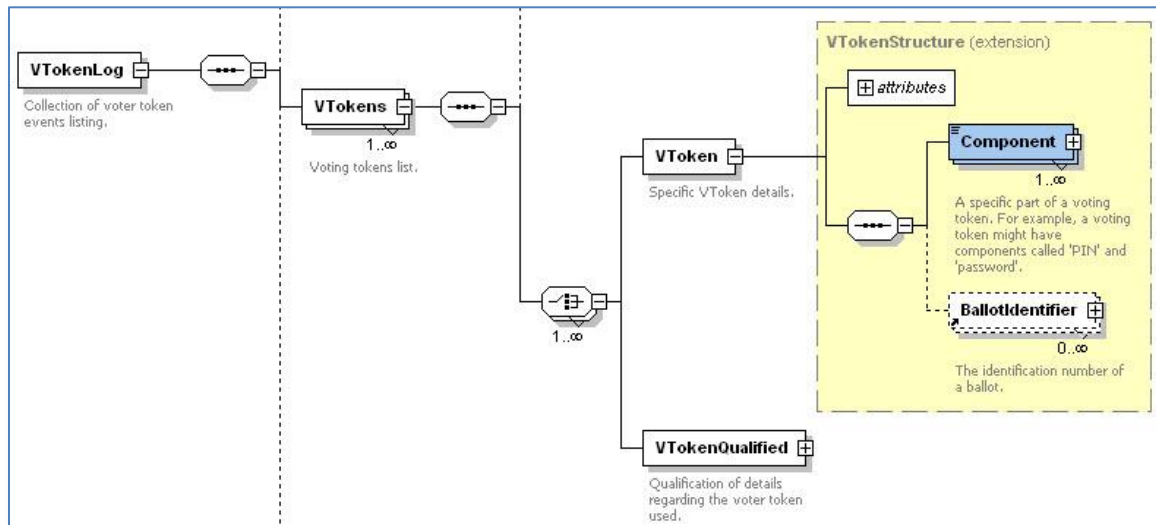 VTokenLog
Collection of voter token
events listing.
VTokens
1..∞
Voting tokens list.
1..∞
VToken
Specific VToken details.
VTokenStructure (extension)
attributes
Component
1..∞
A specific part of a voting
token. For example, a voting
token might have
components called 'PIN' and
'password'.
BallotIdentifier
0..∞
The identification number of
a ballot.
VTokenQualified
Qualification of details
regarding the voter token
used.